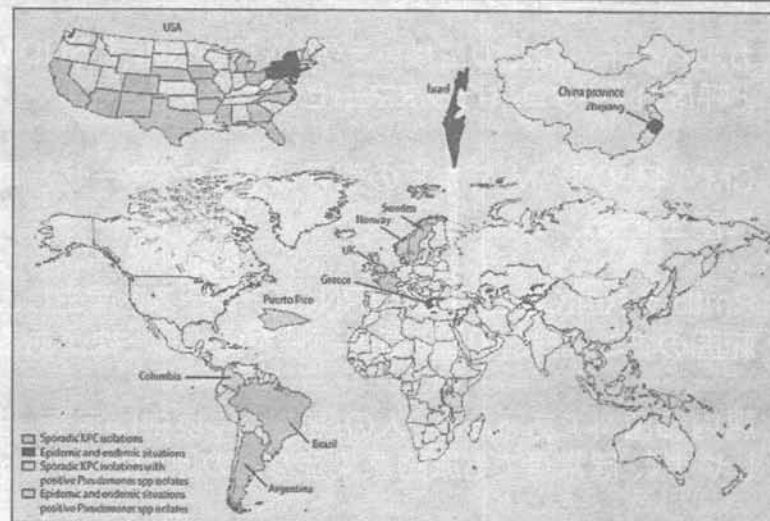 USA
Israel
China province
Zhejiang
Sweden
Norway
UK
Greece
Puerto Rico
Columbia
Brazil
Argentina
Sporadic KPC isolations
Epidemic and endemic situations
Sporadic KPC isolations with
positive Pseudomonas spp isolates
Epidemic and endemic situations
positive Pseudomonas spp isolates